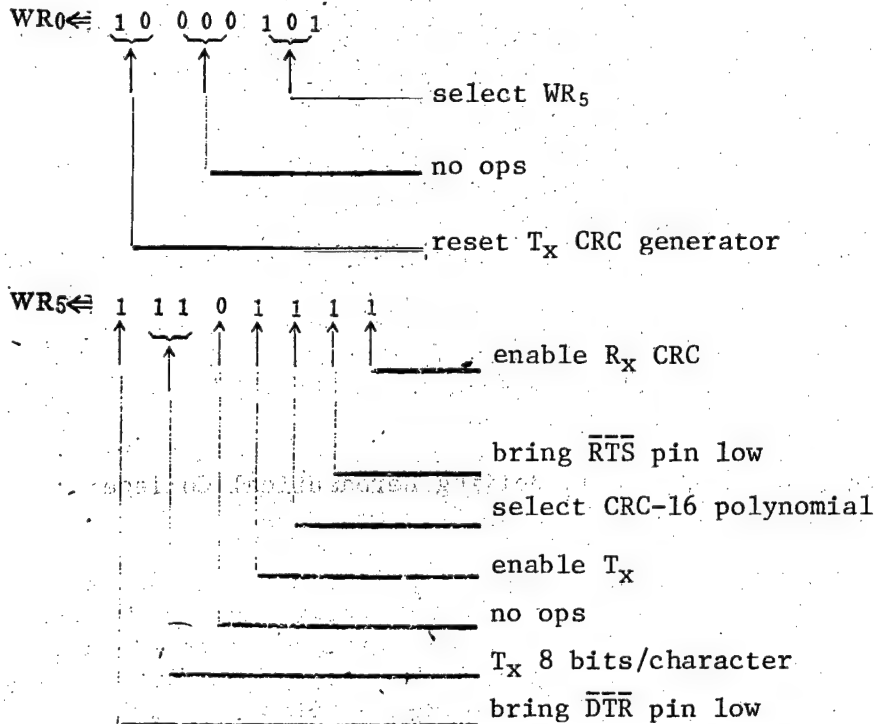 WR0⇐ 1 0 0 0 0 1 0 1
select WR5
no ops
reset Tx CRC generator
WR5⇐ 1 1 1 0 1 1 1 1
enable Rx CRC
bring R̅T̅S̅ pin low
select CRC-16 polynomial
enable Tx
no ops
Tx 8 bits/character
bring D̅T̅R̅ pin low